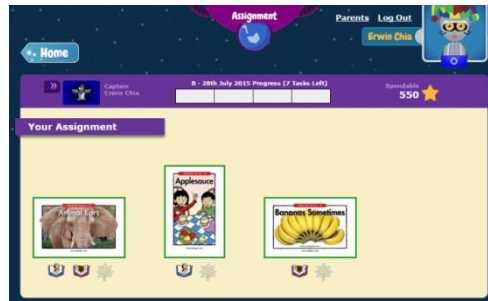 Assignment
Parents Log Out
Erwin Chia
Home
Captain
Erwin Chia
8 - 28th July 2015 Progress (7 Tasks Left)
Spendable
550
Your Assignment
Animal Ears
Applesauce
Bananas Sometimes